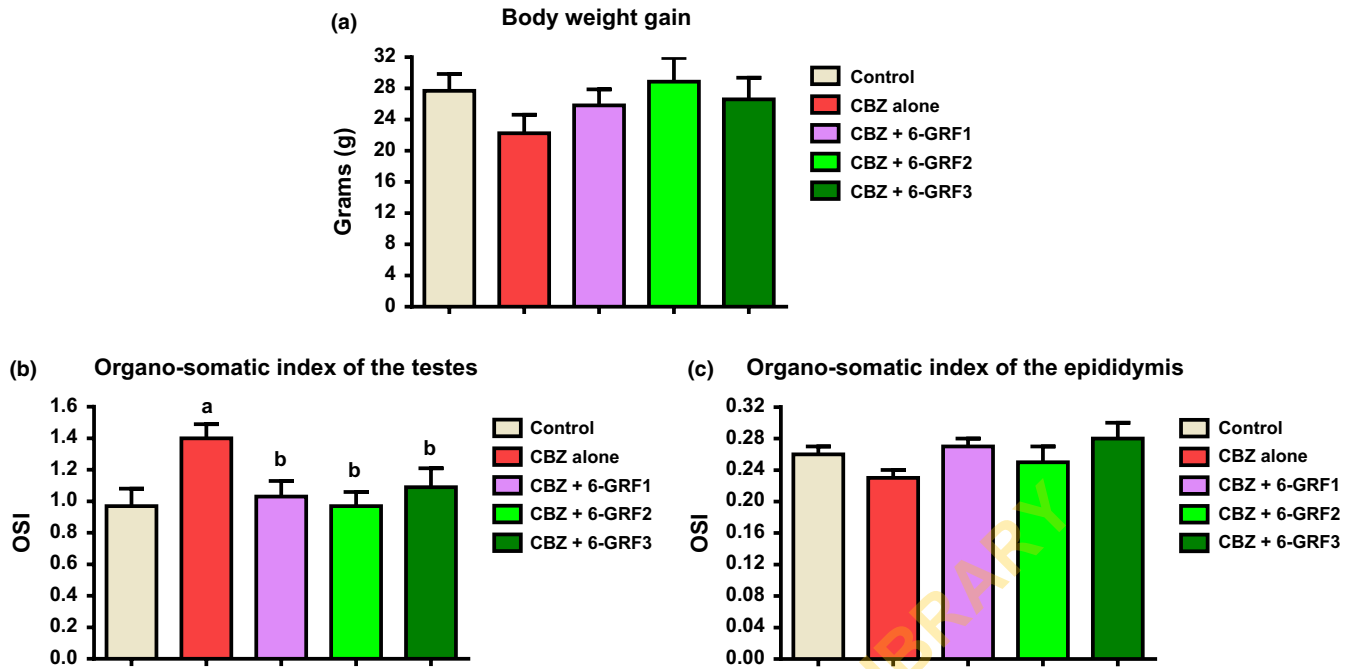 (a) Body weight gain
32
28
24
20
16
12
8
4
0
Grams (g)
Control
CBZ alone
CBZ + 6-GRF1
CBZ + 6-GRF2
CBZ + 6-GRF3
(b) Organo-somatic index of the testes
1.6
1.4
1.2
1.0
0.8
0.6
0.4
0.2
0.0
OSI
a
b
b
b
Control
CBZ alone
CBZ + 6-GRF1
CBZ + 6-GRF2
CBZ + 6-GRF3
(c) Organo-somatic index of the epididymis
0.32
0.28
0.24
0.20
0.16
0.12
0.08
0.04
0.00
OSI
Control
CBZ alone
CBZ + 6-GRF1
CBZ + 6-GRF2
CBZ + 6-GRF3